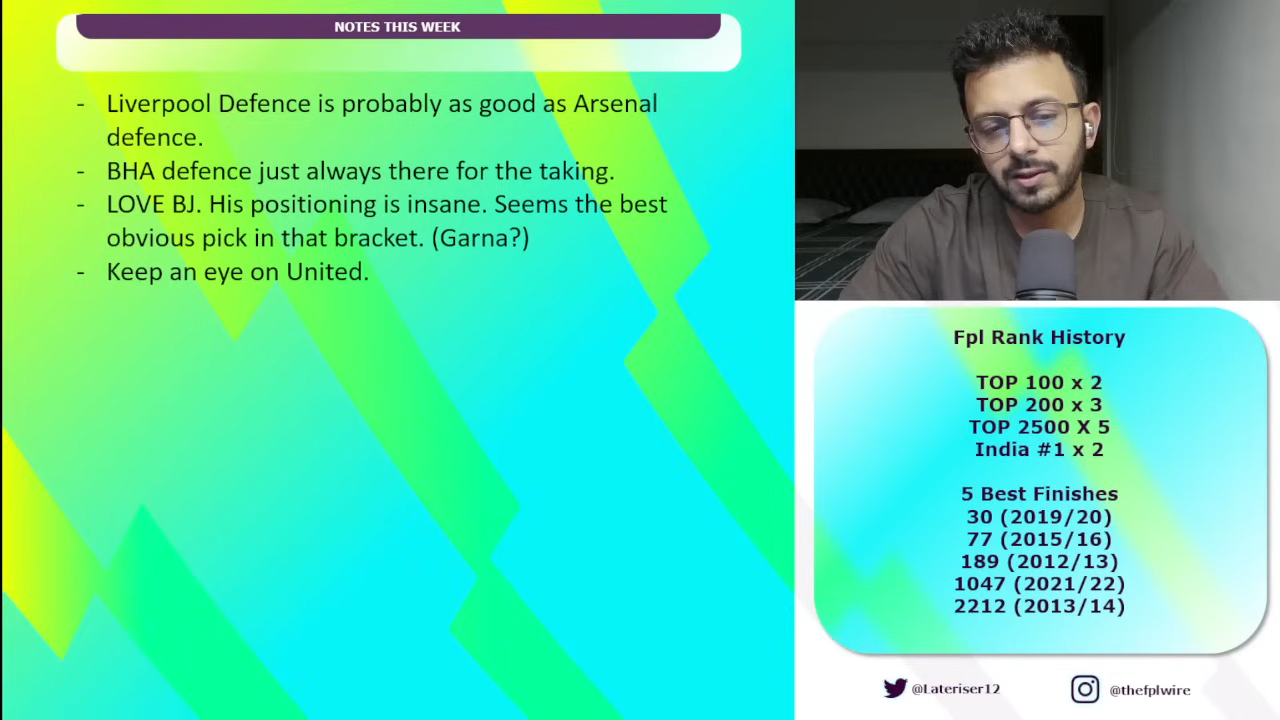 NOTES THIS WEEK
- Liverpool Defence is probably as good as Arsenal
defence.
- BHA defence just always there for the taking.
- LOVE BJ. His positioning is insane. Seems the best
obvious pick in that bracket. (Garna?)
- Keep an eye on United.
Fpl Rank History
TOP 100 x 2
TOP 200 x 3
TOP 2500 X 5
India #1 x 2
5 Best Finishes
30 (2019/20)
77 (2015/16)
189 (2012/13)
1047 (2021/22)
2212 (2013/14)
@Lateriser12
@thefplwire